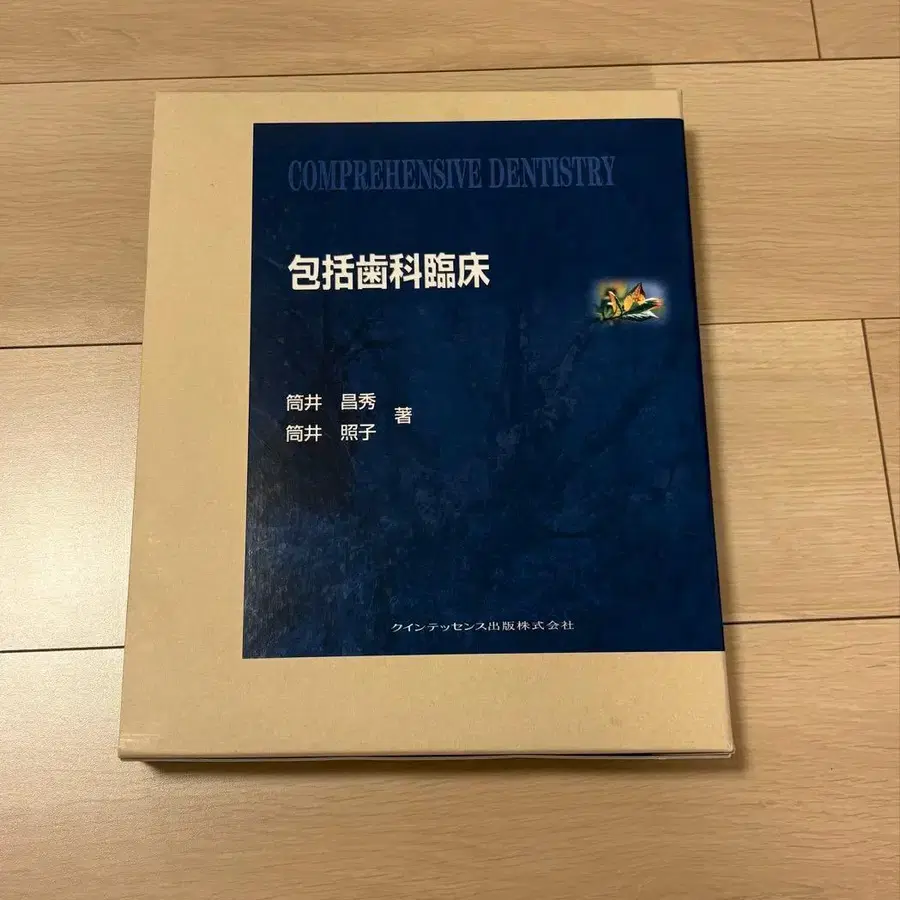 COMPREHENSIVE DENTISTRY
包括歯科臨床
筒井 昌秀
筒井 照子 著
クインテッセンス出版株式会社